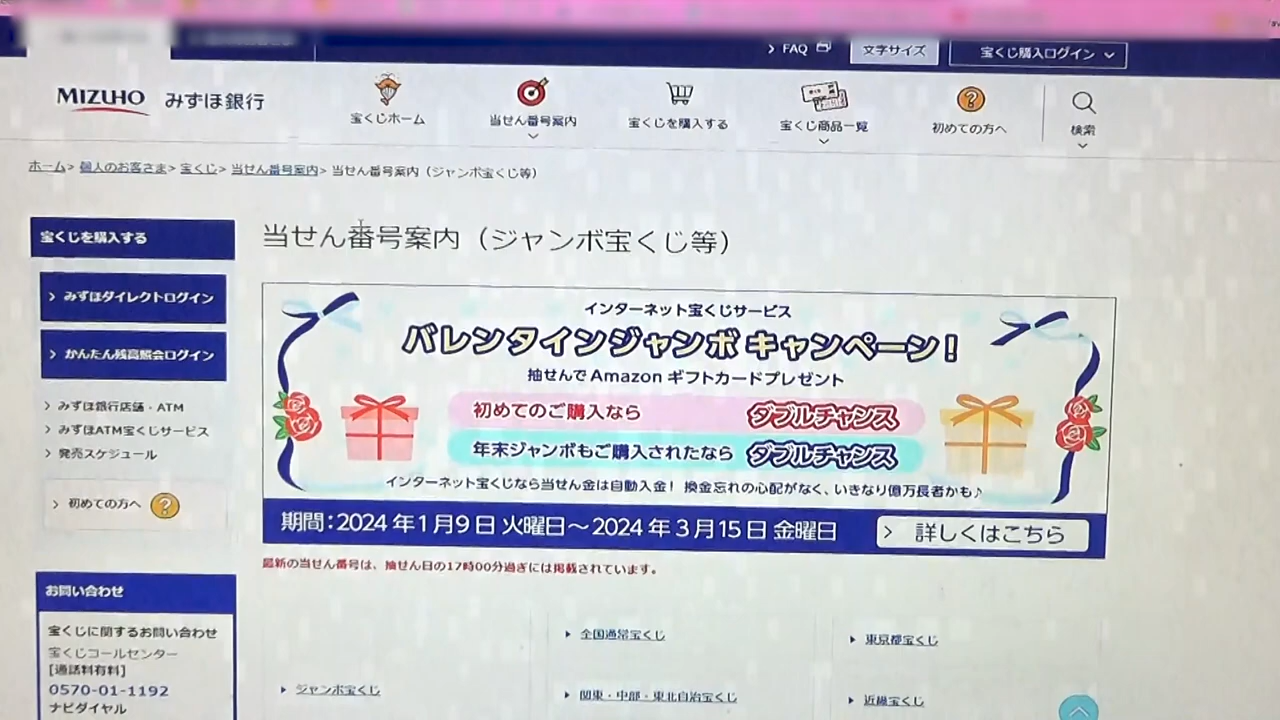 FAQ
文字サイズ
宝くじ購入ログイン
MIZUHO みずほ銀行
宝くじホーム
当せん番号案内
宝くじを購入する
宝くじ商品一覧
初めての方へ
検索
ホーム> 個人のお客さま> 宝くじ> 当せん番号案内> 当せん番号案内（ジャンボ宝くじ等）
宝くじを購入する
みずほダイレクトログイン
かんたん残高照会ログイン
みずほ銀行店舗・ATM
みずほATM宝くじサービス
発売スケジュール
初めての方へ
お問い合わせ
宝くじに関するお問い合わせ
宝くじコールセンター
[通話料有料]
0570-01-1192
ナビダイヤル
当せん番号案内（ジャンボ宝くじ等）
インターネット宝くじサービス
バレンタインジャンボ キャンペーン！
抽せんでAmazon ギフトカードプレゼント
初めてのご購入なら ダブルチャンス
年末ジャンボもご購入されたなら ダブルチャンス
インターネット宝くじなら当せん金は自動入金！ 換金忘れの心配がなく、いきなり億万長者かも♪
期間：2024年1月9日 火曜日～2024年3月15日 金曜日
詳しくはこちら
最新の当せん番号は、抽せん日の17時00分過ぎには掲載されています。
ジャンボ宝くじ
全国通常宝くじ
東京都宝くじ
関東・中部・東北自治宝くじ
近畿宝くじ